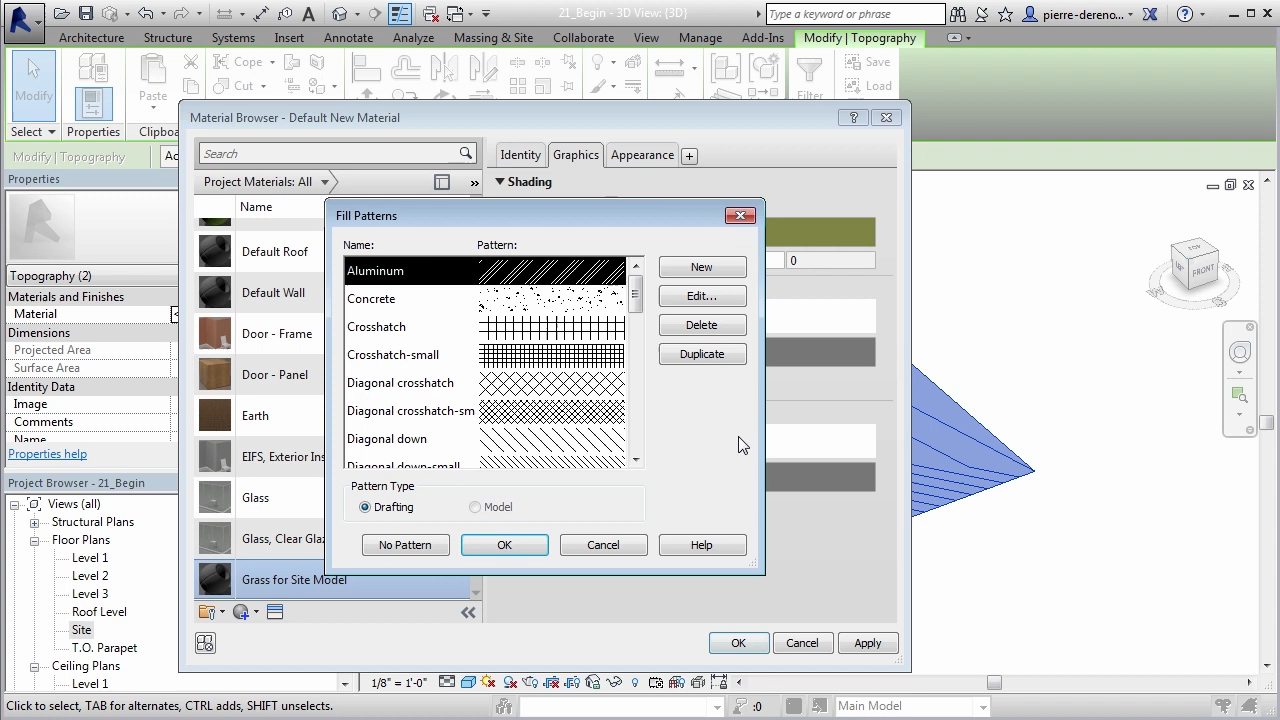 21_Begin - 3D View: {3D}
Type a keyword or phrase
pierre-dereno...
Architecture Structure Systems Insert Annotate Analyze Massing & Site Collaborate View Manage Add-Ins Modify | Topography
Modify
Properties
Paste
Cope
Cut
Filter
Save
Load
Select
Properties
Clipboa
Modify | Topography
Ac
Properties
Topography (2)
Materials and Finishes
Material
Dimensions
Projected Area
Surface Area
Identity Data
Image
Comments
Name
Properties help
Project Browser - 21_Begin
Views (all)
Structural Plans
Floor Plans
Level 1
Level 2
Level 3
Roof Level
Site
T.O. Parapet
Ceiling Plans
Level 1
Material Browser - Default New Material
Search
Project Materials: All
»
Name
Default Roof
Default Wall
Door - Frame
Door - Panel
Earth
EIFS, Exterior Ins
Glass
Glass, Clear Gla
Grass for Site Model
Identity Graphics Appearance
Shading
0
OK Cancel Apply
Fill Patterns
Name: Pattern:
Aluminum
Concrete
Crosshatch
Crosshatch-small
Diagonal crosshatch
Diagonal crosshatch-sm
Diagonal down
Diagonal down-small
New
Edit...
Delete
Duplicate
Pattern Type
Drafting Model
No Pattern OK Cancel Help
TOP
FRONT
1/8" = 1'-0"
Click to select, TAB for alternates, CTRL adds, SHIFT unselects.
:0
Main Model